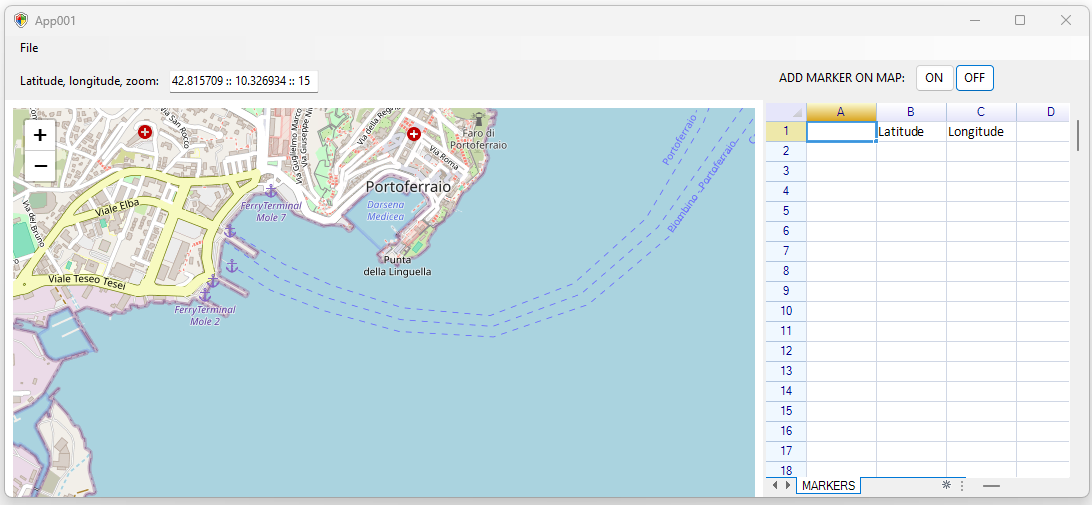 App001
File
Latitude, longitude, zoom:
42.815709 :: 10.326934 :: 15
ADD MARKER ON MAP:
ON
OFF
+
−
Via San Rocco
Via Guglielmo Marconi
Via Giuseppe
Via della Regina
Via Roma
Faro di
Portoferraio
Portoferraio
Darsena
Medicea
Portoferraio
Piombino - Portoferraio
FerryTerminal
Mole 7
Viale Elba
Via del Bruno
Punta
della Linguella
Viale Teseo Tesei
FerryTerminal
Mole 2
A B C D
1 Latitude Longitude
2
3
4
5
6
7
8
9
10
11
12
13
14
15
16
17
18
MARKERS